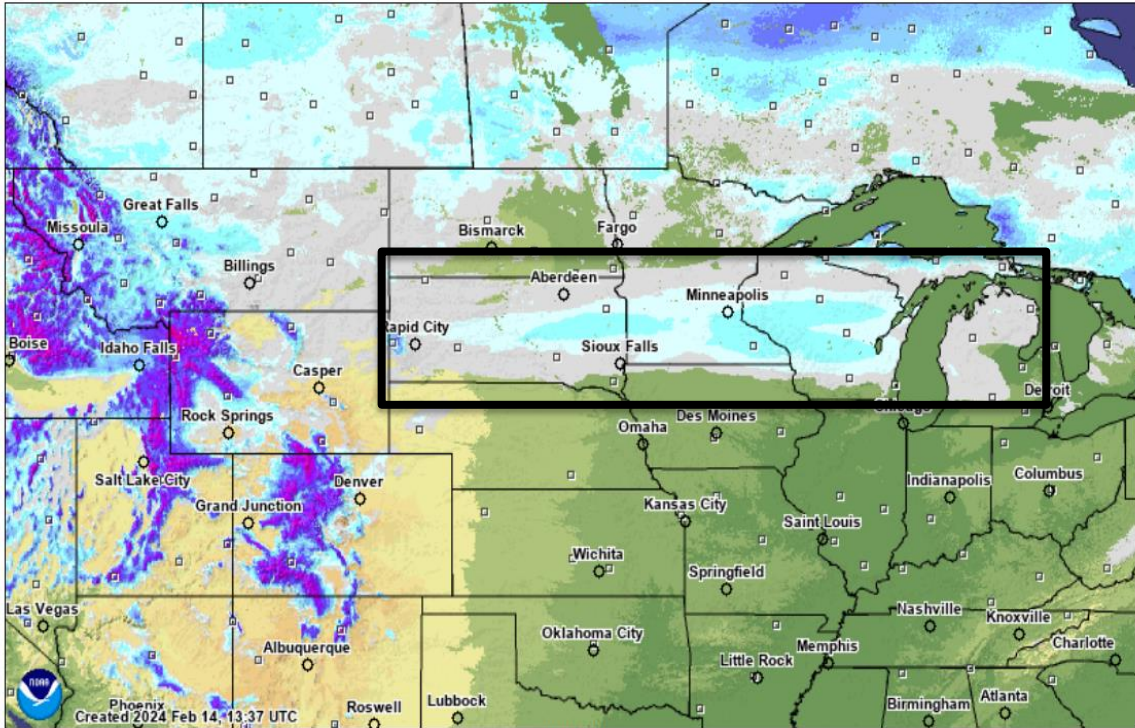 Great Falls
Missoula
Bismarck
Fargo
Billings
Aberdeen
Minneapolis
Rapid City
Boise
Idaho Falls
Sioux Falls
Casper
Rock Springs
Detroit
Chicago
Des Moines
Omaha
Salt Lake City
Denver
Grand Junction
Indianapolis
Columbus
Kansas City
Saint Louis
Wichita
Springfield
Las Vegas
Nashville
Knoxville
Oklahoma City
Albuquerque
Memphis
Charlotte
Little Rock
NOAA
Phoenix
Roswell
Lubbock
Birmingham
Atlanta
Created 2024 Feb 14, 13:37 UTC